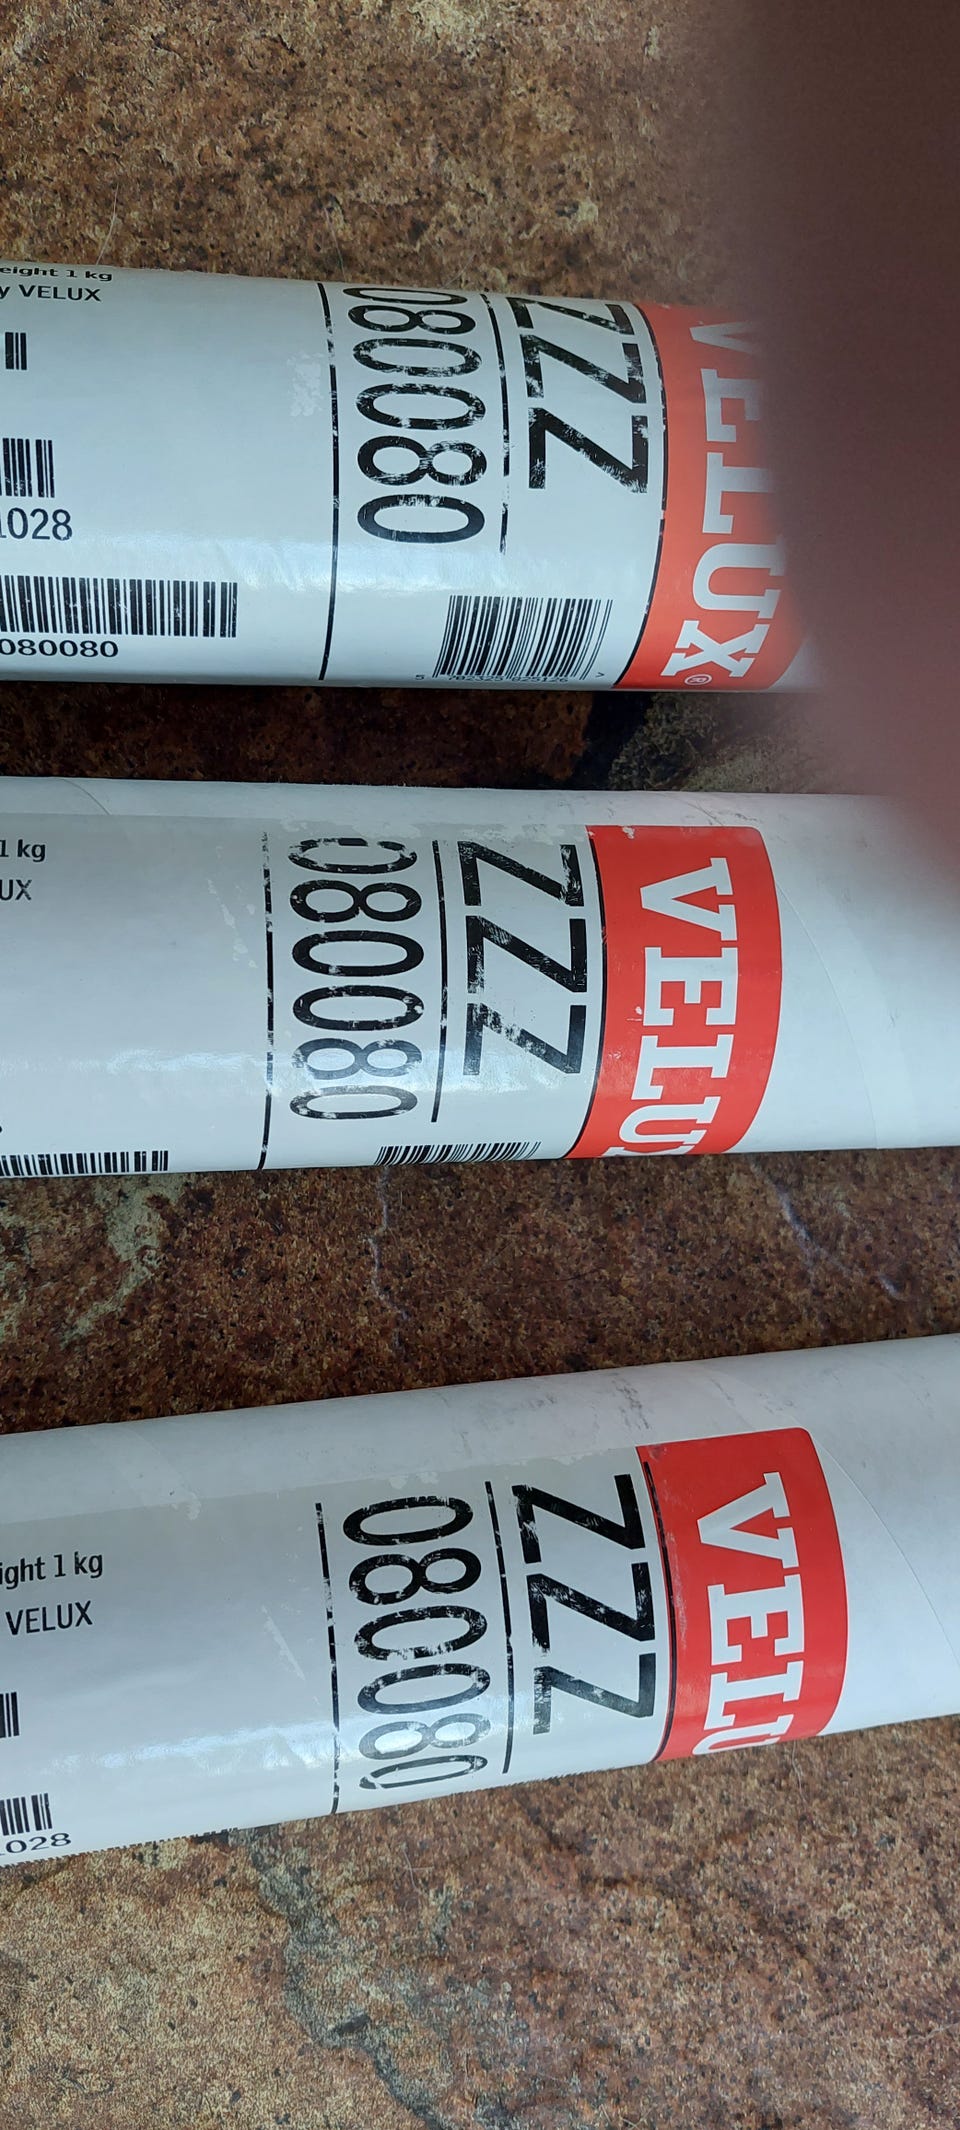 eight 1 kg
y VELUX
1028
080080
080080
ZZZ
VELUX®
1 kg
UX
080080
ZZZ
VELU
ight 1 kg
VELUX
1028
080080
ZZZ
VELU